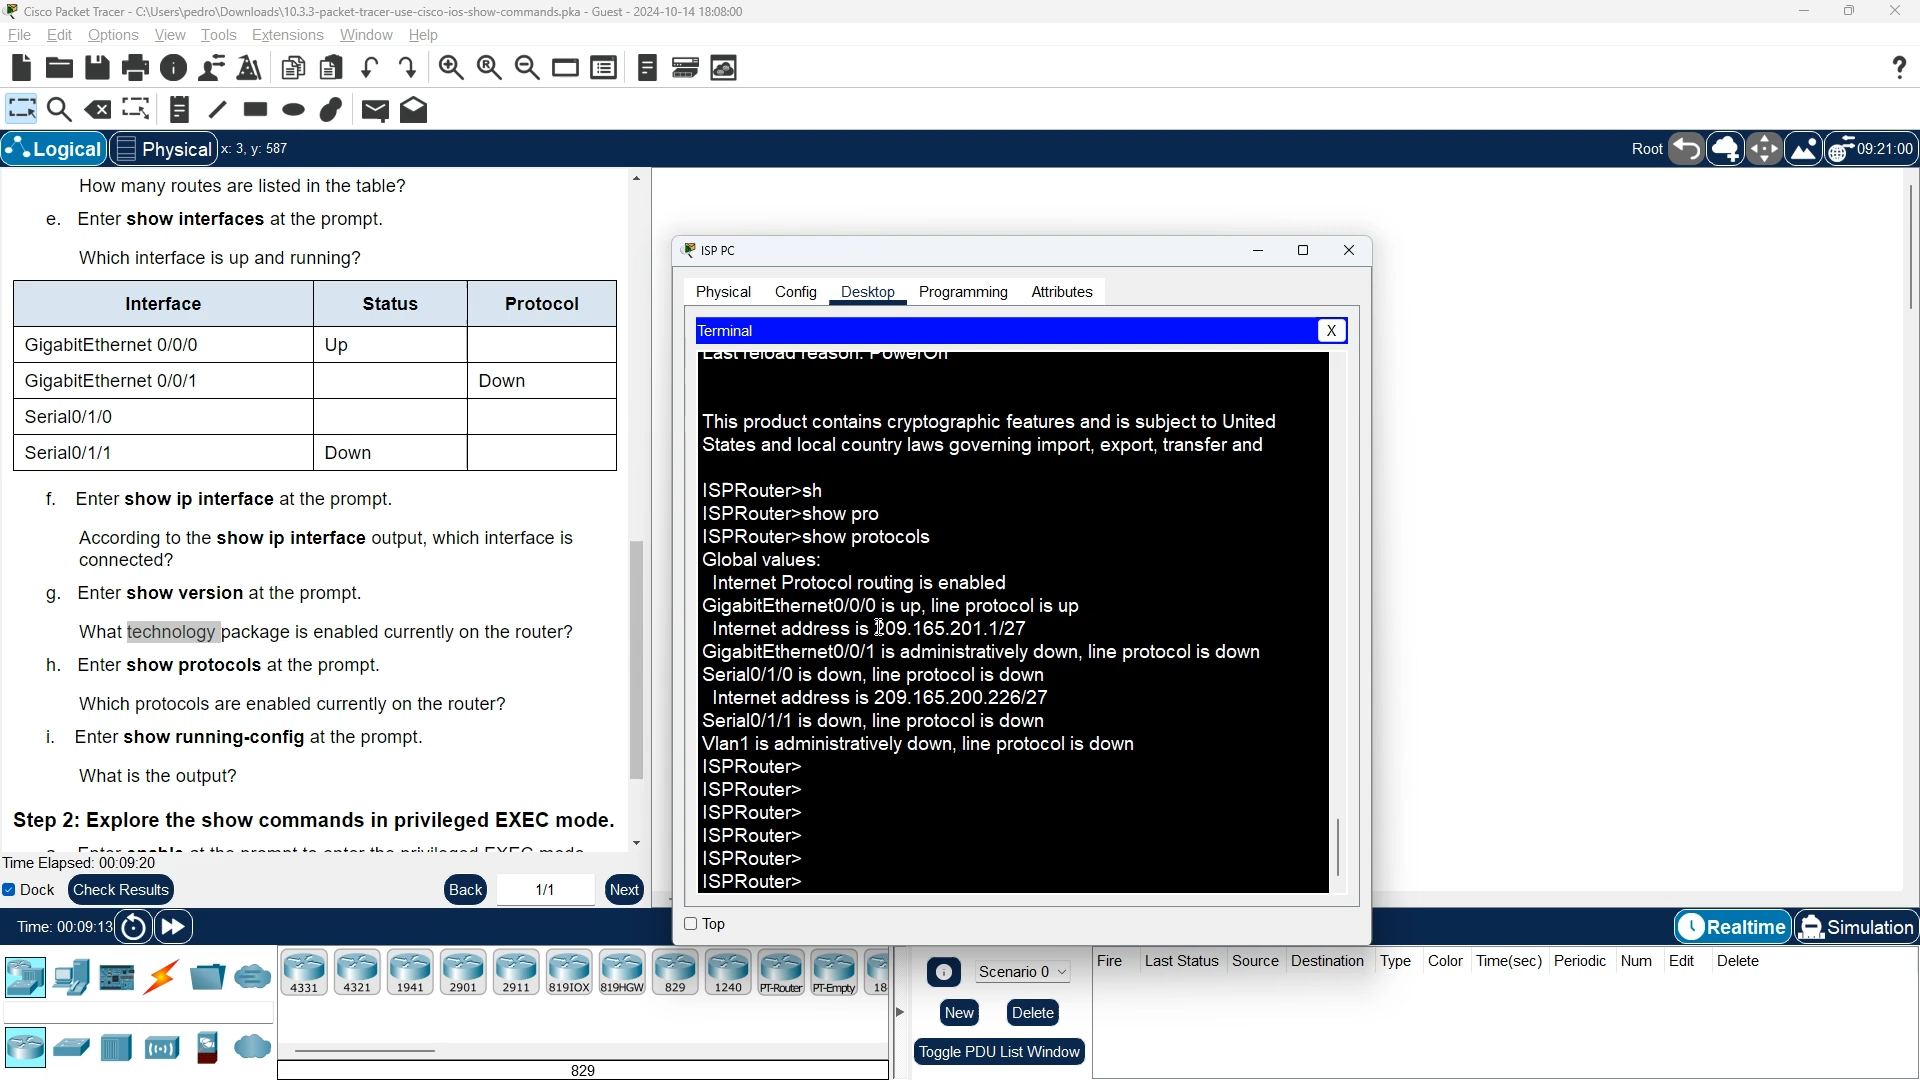 Cisco Packet Tracer - C:\Users\pedro\Downloads\10.3.3-packet-tracer-use-cisco-ios-show-commands.pka - Guest - 2024-10-14 18:08:00
File Edit Options View Tools Extensions Window Help
Logical Physical x: 3, y: 587 Root 09:21:00
How many routes are listed in the table?
e. Enter show interfaces at the prompt.
Which interface is up and running?
Interface Status Protocol
GigabitEthernet 0/0/0 Up
GigabitEthernet 0/0/1 Down
Serial0/1/0
Serial0/1/1 Down
f. Enter show ip interface at the prompt.
According to the show ip interface output, which interface is
connected?
g. Enter show version at the prompt.
What technology package is enabled currently on the router?
h. Enter show protocols at the prompt.
Which protocols are enabled currently on the router?
i. Enter show running-config at the prompt.
What is the output?
Step 2: Explore the show commands in privileged EXEC mode.
a. Enter enable at the prompt to enter the privileged EXEC mode.
Time Elapsed: 00:09:20
Dock Check Results Back 1/1 Next
ISP PC
Physical Config Desktop Programming Attributes
Terminal X
Last reload reason: PowerOn
This product contains cryptographic features and is subject to United
States and local country laws governing import, export, transfer and
ISPRouter>sh
ISPRouter>show pro
ISPRouter>show protocols
Global values:
Internet Protocol routing is enabled
GigabitEthernet0/0/0 is up, line protocol is up
Internet address is 209.165.201.1/27
GigabitEthernet0/0/1 is administratively down, line protocol is down
Serial0/1/0 is down, line protocol is down
Internet address is 209.165.200.226/27
Serial0/1/1 is down, line protocol is down
Vlan1 is administratively down, line protocol is down
ISPRouter>
ISPRouter>
ISPRouter>
ISPRouter>
ISPRouter>
ISPRouter>
Top
Time: 00:09:13 Realtime Simulation
4331 4321 1941 2901 2911 819IOX 819HGW 829 1240 PT-Router PT-Empty 18
829
Scenario 0
New Delete
Toggle PDU List Window
Fire Last Status Source Destination Type Color Time(sec) Periodic Num Edit Delete